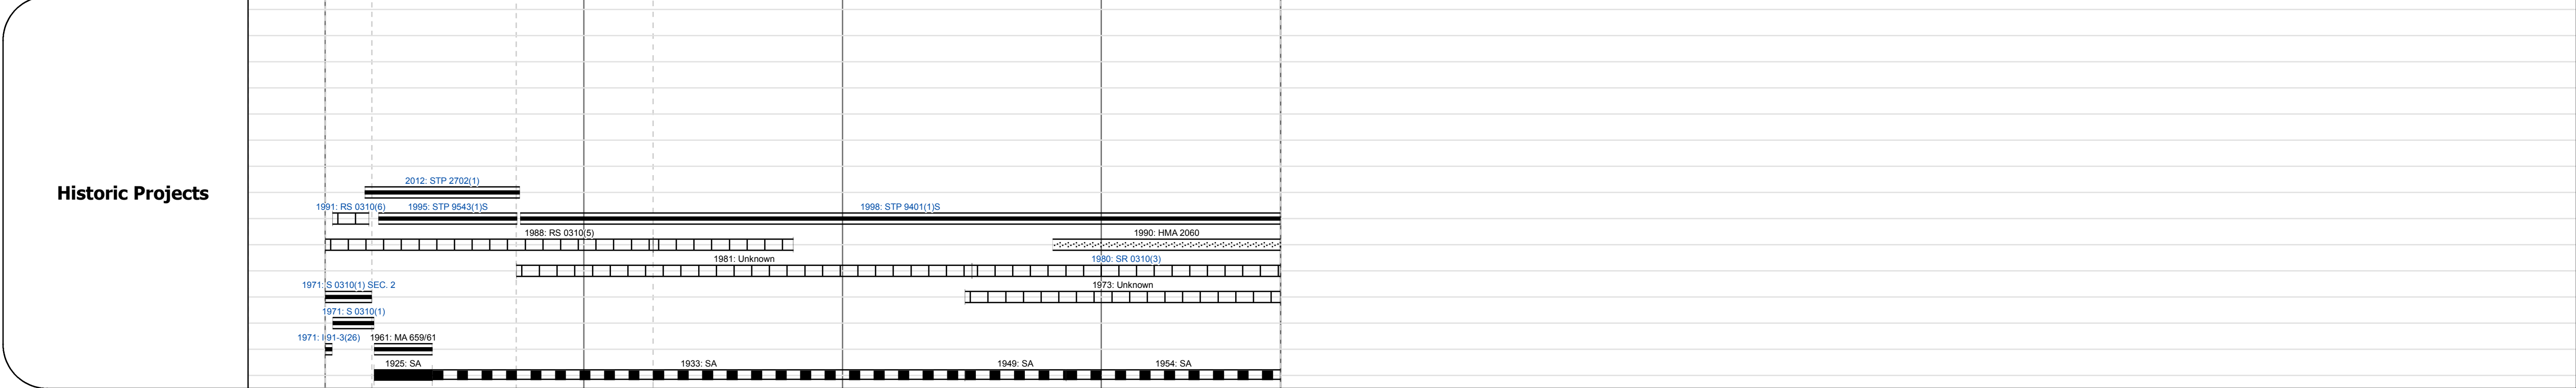 2012: STP 2702(1)
Historic Projects
1991: RS 0310(6)
1995: STP 9543(1)S
1998: STP 9401(1)S
1988: RS 0310(5)
1990: HMA 2060
1981: Unknown
1980: SR 0310(3)
1971: S 0310(1) SEC. 2
1973: Unknown
1971: S 0310(1)
1971: I 91-3(26)
1961: MA 659/61
1925: SA
1933: SA
1949: SA
1954: SA